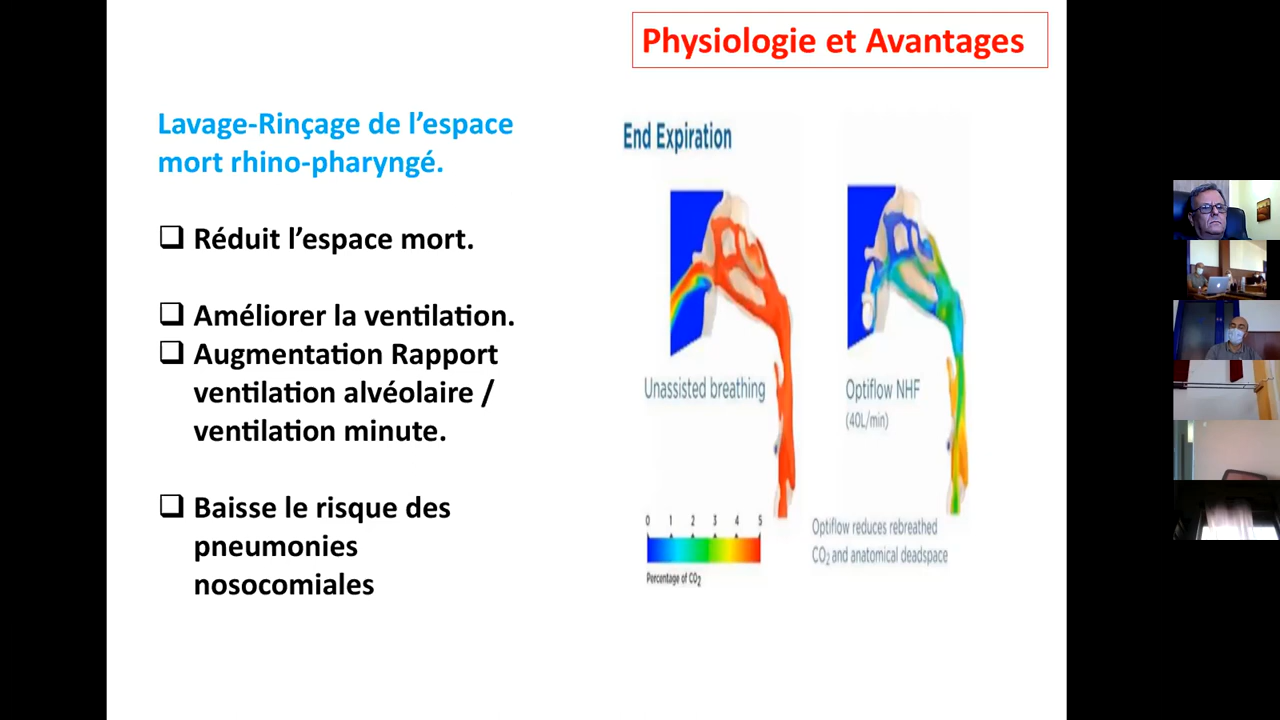 Physiologie et Avantages
Lavage-Rinçage de l’espace
mort rhino-pharyngé.
Réduit l’espace mort.
Améliorer la ventilation.
Augmentation Rapport
ventilation alvéolaire /
ventilation minute.
Baisse le risque des
pneumonies
nosocomiales
End Expiration
Unassisted breathing
Optiflow NHF
(40L/min)
0 1 2 3 4 5
Percentage of CO2
Optiflow reduces rebreathed
CO2 and anatomical deadspace